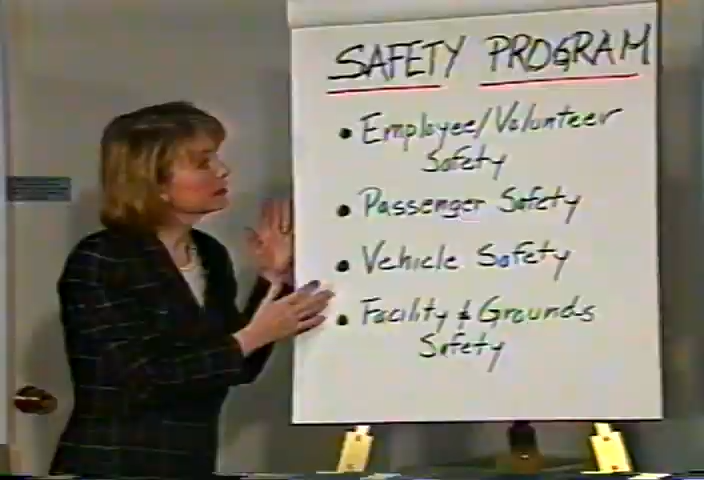 SAFETY PROGRAM
• Employee/Volunteer
Safety
• Passenger Safety
• Vehicle Safety
• Facility & Grounds
Safety